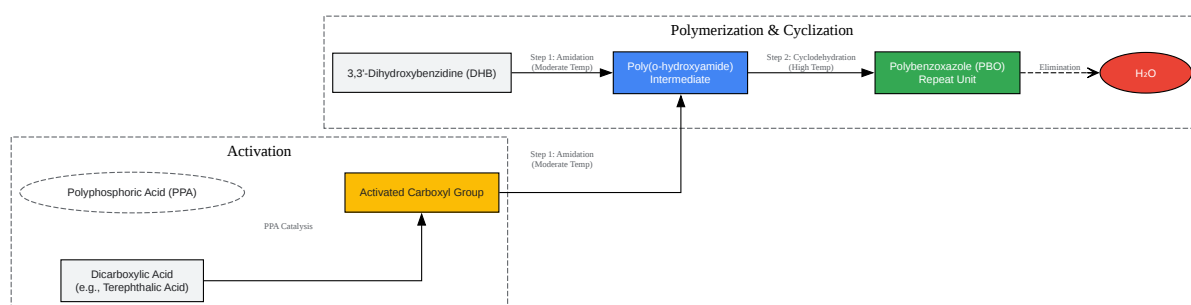 Polymerization & Cyclization
3,3'-Dihydroxybenzidine (DHB)
Step 1: Amidation
(Moderate Temp)
Poly(o-hydroxyamide)
Intermediate
Step 2: Cyclodehydration
(High Temp)
Polybenzoxazole (PBO)
Repeat Unit
Elimination
H₂O
Activation
Step 1: Amidation
(Moderate Temp)
Polyphosphoric Acid (PPA)
Activated Carboxyl Group
PPA Catalysis
Dicarboxylic Acid
(e.g., Terephthalic Acid)